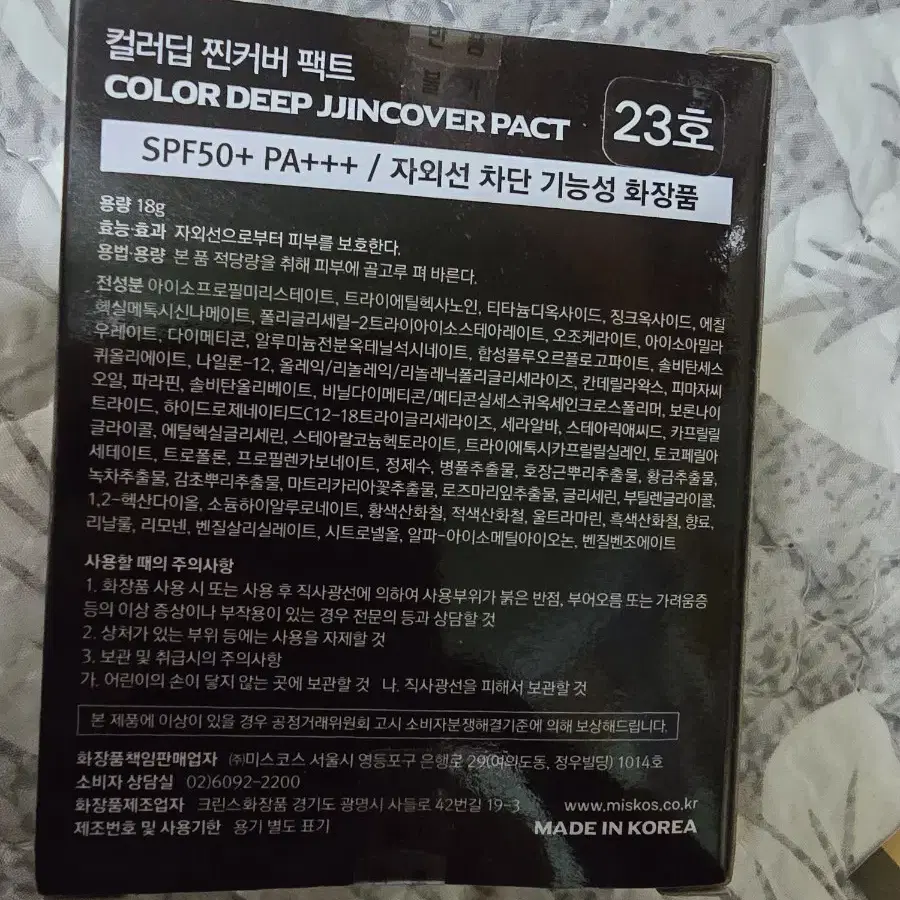 컬러딥 찐커버 팩트
COLOR DEEP JJINCOVER PACT
23호
SPF50+ PA+++ / 자외선 차단 기능성 화장품
용량 18g
효능·효과 자외선으로부터 피부를 보호한다.
용법·용량 본 품 적당량을 취해 피부에 골고루 펴 바른다.
전성분 아이소프로필미리스테이트, 트라이에틸헥사노인, 티타늄디옥사이드, 징크옥사이드, 에칠
헥실메톡시신나메이트, 폴리글리세릴-2트라이아이소스테아레이트, 오조케라이트, 아이소아밀라
우레이트, 다이메티콘, 알루미늄전분옥테닐석시네이트, 합성플루오르플로고파이트, 솔비탄세스
퀴올리에이트, 나일론-12, 올레익/리놀레익/리놀레닉폴리글리세라이즈, 칸데릴라왁스, 피마자씨
오일, 파라핀, 솔비탄올리베이트, 비닐다이메티콘/메티콘실세스퀴옥세인크로스폴리머, 보론나이
트라이드, 하이드로제네이티드C12-18트라이글리세라이즈, 세라알바, 스테아릭애씨드, 카프릴릴
글라이콜, 에틸헥실글리세린, 스테아랄코늄헥토라이트, 트라이에톡시카프릴릴실레인, 토코페릴아
세테이트, 트로폴론, 프로필렌카보네이트, 정제수, 병풀추출물, 호장근뿌리추출물, 황금추출물,
녹차추출물, 감초뿌리추출물, 마트리카리아꽃추출물, 로즈마리잎추출물, 글리세린, 부틸렌글라이콜,
1,2-헥산다이올, 소듐하이알루로네이트, 황색산화철, 적색산화철, 울트라마린, 흑색산화철, 향료,
리날룰, 리모넨, 벤질살리실레이트, 시트로넬올, 알파-아이소메틸아이오논, 벤질벤조에이트
사용할 때의 주의사항
1. 화장품 사용 시 또는 사용 후 직사광선에 의하여 사용부위가 붉은 반점, 부어오름 또는 가려움증
등의 이상 증상이나 부작용이 있는 경우 전문의 등과 상담할 것
2. 상처가 있는 부위 등에는 사용을 자제할 것
3. 보관 및 취급시의 주의사항
가. 어린이의 손이 닿지 않는 곳에 보관할 것 나. 직사광선을 피해서 보관할 것
본 제품에 이상이 있을 경우 공정거래위원회 고시 소비자분쟁해결기준에 의해 보상해드립니다.
화장품책임판매업자 ㈜미스코스 서울시 영등포구 은행로 29(여의도동, 정우빌딩) 1014호
소비자 상담실 02)6092-2200
화장품제조업자 크린스화장품 경기도 광명시 사들로 42번길 19-3
www.miskos.co.kr
제조번호 및 사용기한 용기 별도 표기
MADE IN KOREA